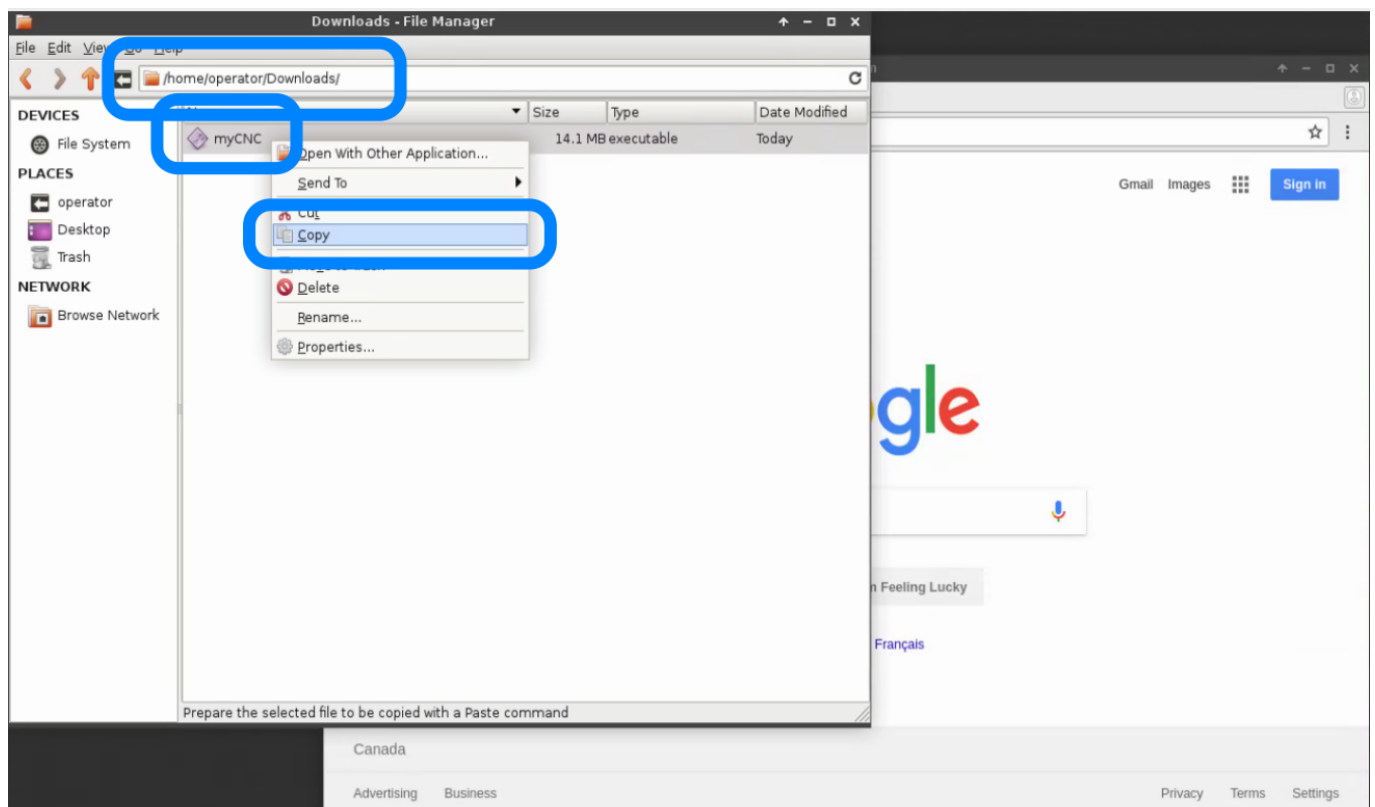 Downloads - File Manager
File Edit View Go Help
/home/operator/Downloads/
DEVICES
Size Type Date Modified
File System
myCNC 14.1 MB executable Today
Open With Other Application...
PLACES
Send To
Gmail Images Sign in
operator
Cut
Desktop
Copy
Trash
NETWORK
Delete
Browse Network
Rename...
Properties...
gle
Feeling Lucky
Français
Prepare the selected file to be copied with a Paste command
Canada
Advertising Business Privacy Terms Settings